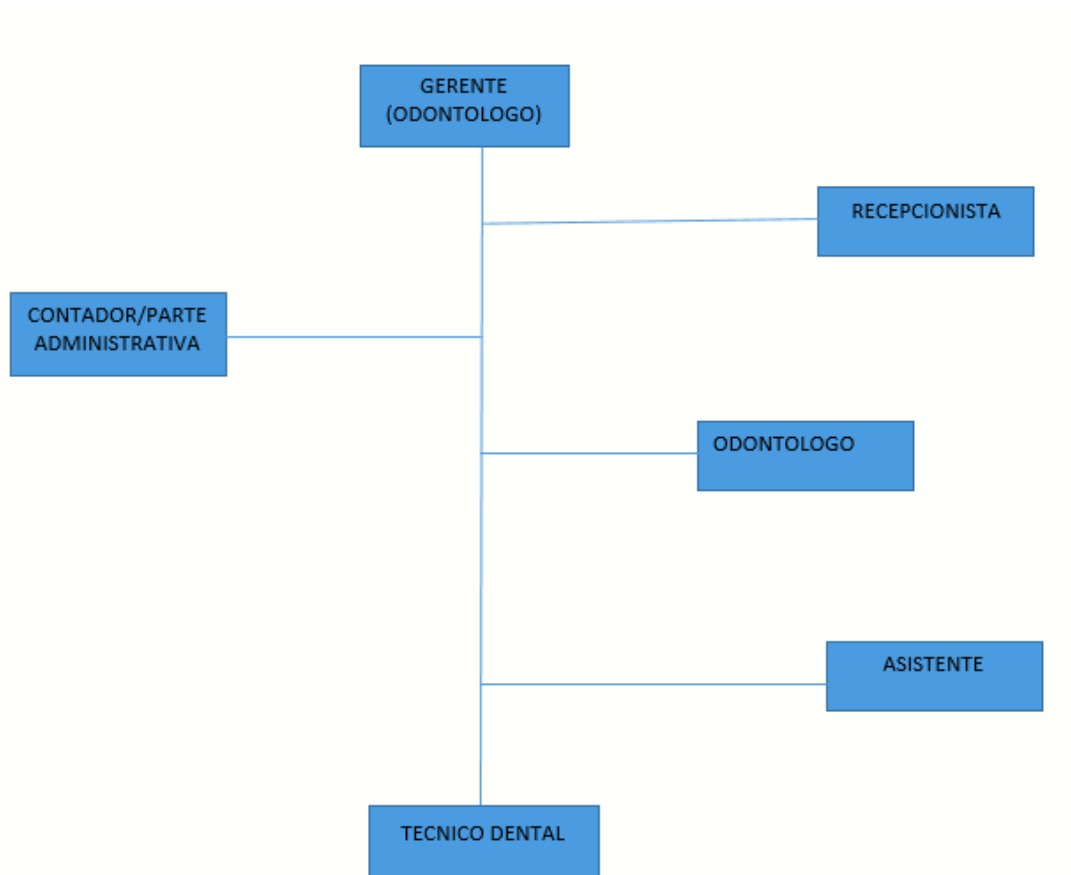 GERENTE
(ODONTOLOGO)
RECEPCIONISTA
CONTADOR/PARTE
ADMINISTRATIVA
ODONTOLOGO
ASISTENTE
TECNICO DENTAL